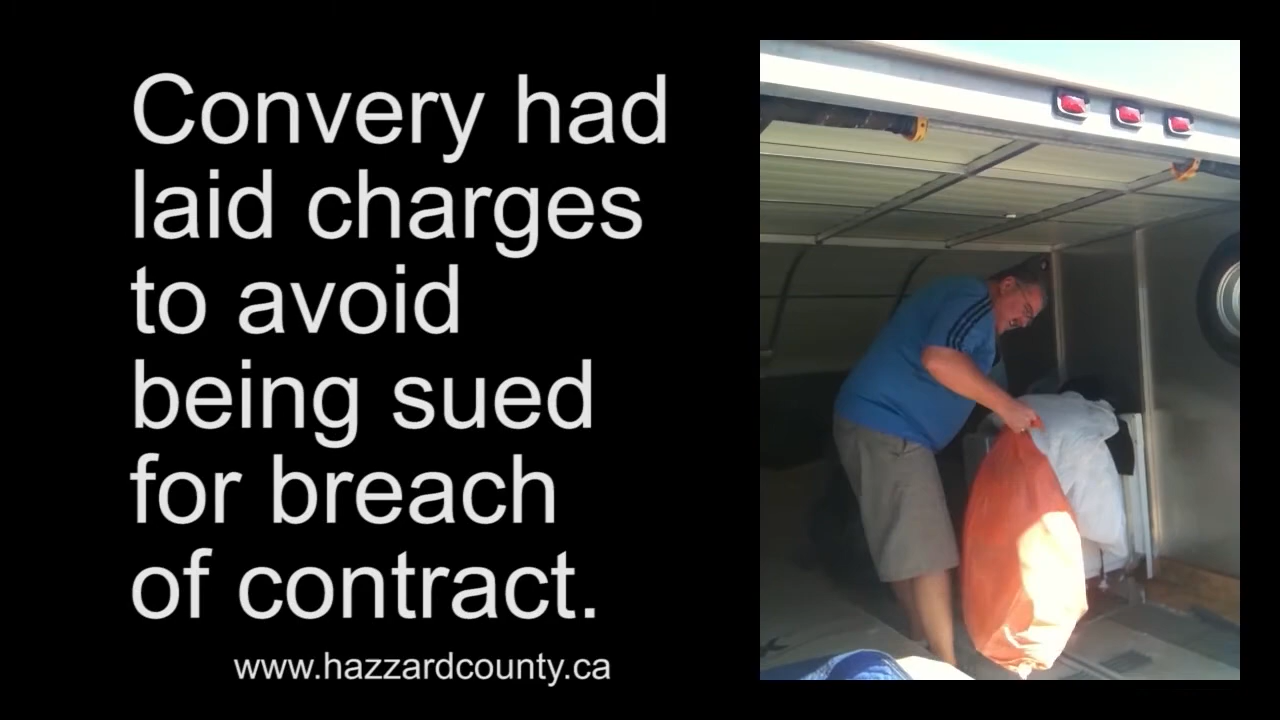 Convery had
laid charges
to avoid
being sued
for breach
of contract.
www.hazzardcounty.ca